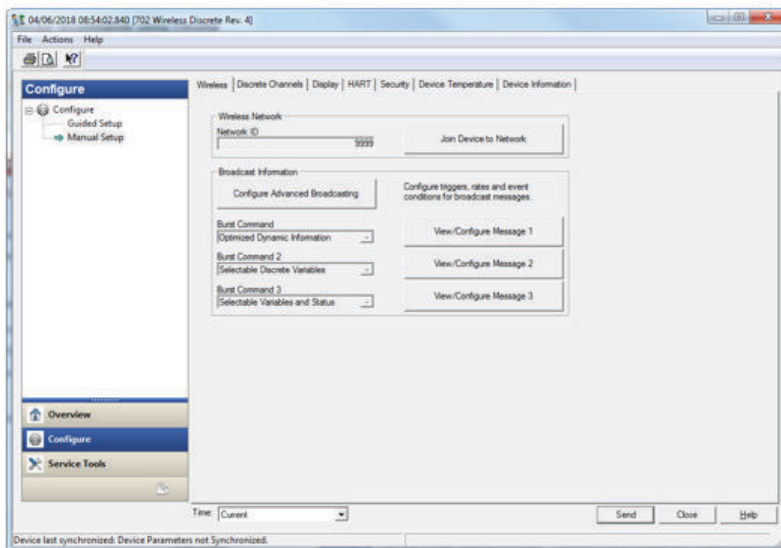 04/06/2018 08:54:02.840 [702 Wireless Discrete Rev. 4]
File Actions Help
Configure
Configure
Guided Setup
Manual Setup
Overview
Configure
Service Tools
Wireless Discrete Channels Display HART Security Device Temperature Device Information
Wireless Network
Network ID
9999
Join Device to Network
Broadcast Information
Configure Advanced Broadcasting
Configure triggers, rates and event
conditions for broadcast messages.
Burst Command
Optimized Dynamic Information
View/Configure Message 1
Burst Command 2
Selectable Discrete Variables
View/Configure Message 2
Burst Command 3
Selectable Variables and Status
View/Configure Message 3
Time: Current
Send Close Help
Device last synchronized: Device Parameters not Synchronized.